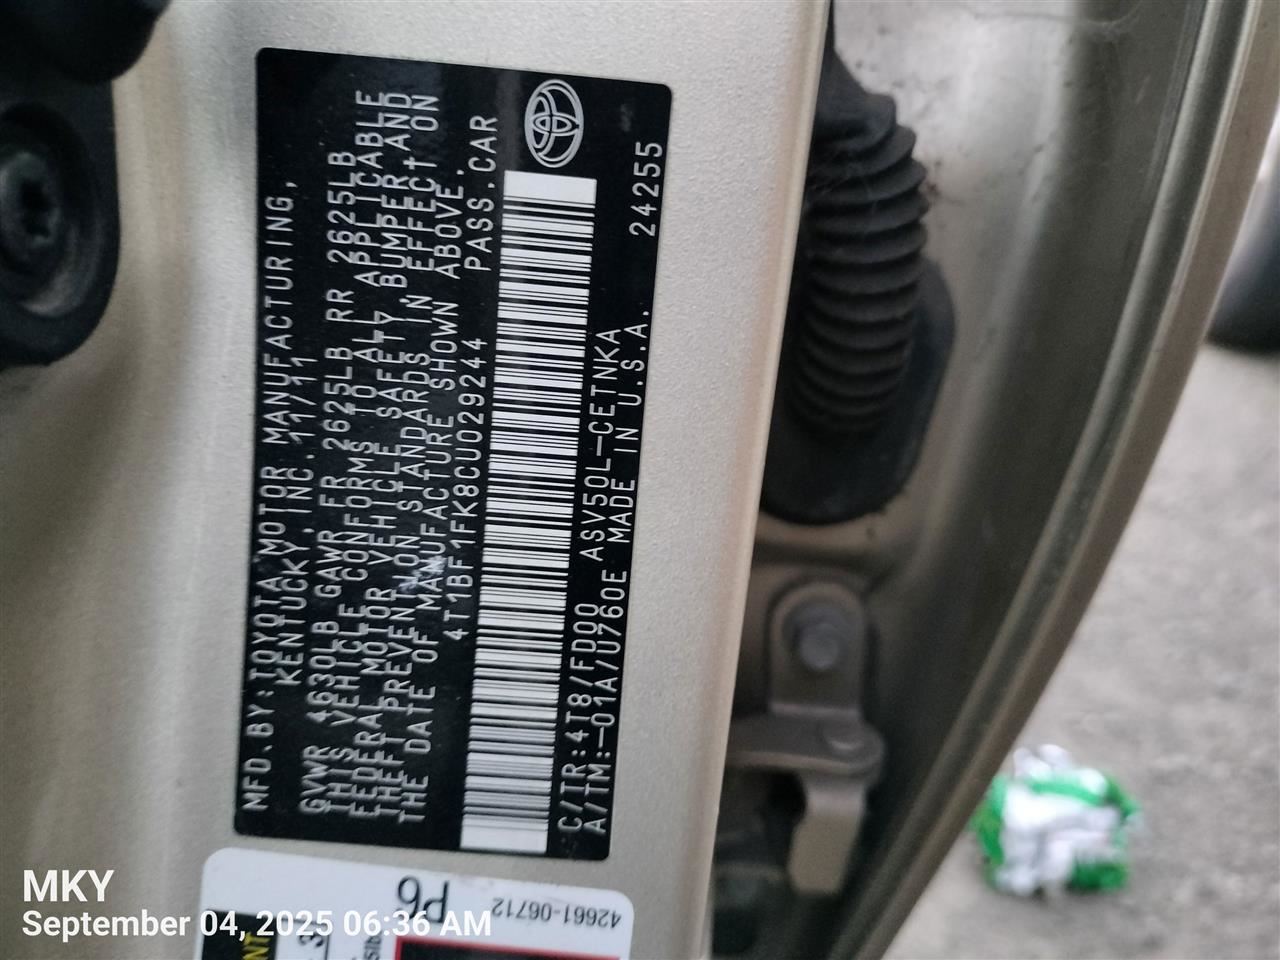 MFD. BY: TOYOTA MOTOR MANUFACTURING,
KENTUCKY, INC. 11/11
GVWR 4630LB GAWR FR 2625LB RR 2625LB
THIS VEHICLE CONFORMS TO ALL APPLICABLE
FEDERAL MOTOR VEHICLE SAFETY, BUMPER AND
THEFT PREVENTION STANDARDS IN EFFECT ON
THE DATE OF MANUFACTURE SHOWN ABOVE.
4T1BF1FK8CU029244 PASS.CAR
C/TR:4T8/FD00 ASV50L-CETNKA
A/TM:-01A/U760E MADE IN U.S.A. 24255
42661-06712
P6
MKY
September 04, 2025 06:36 AM